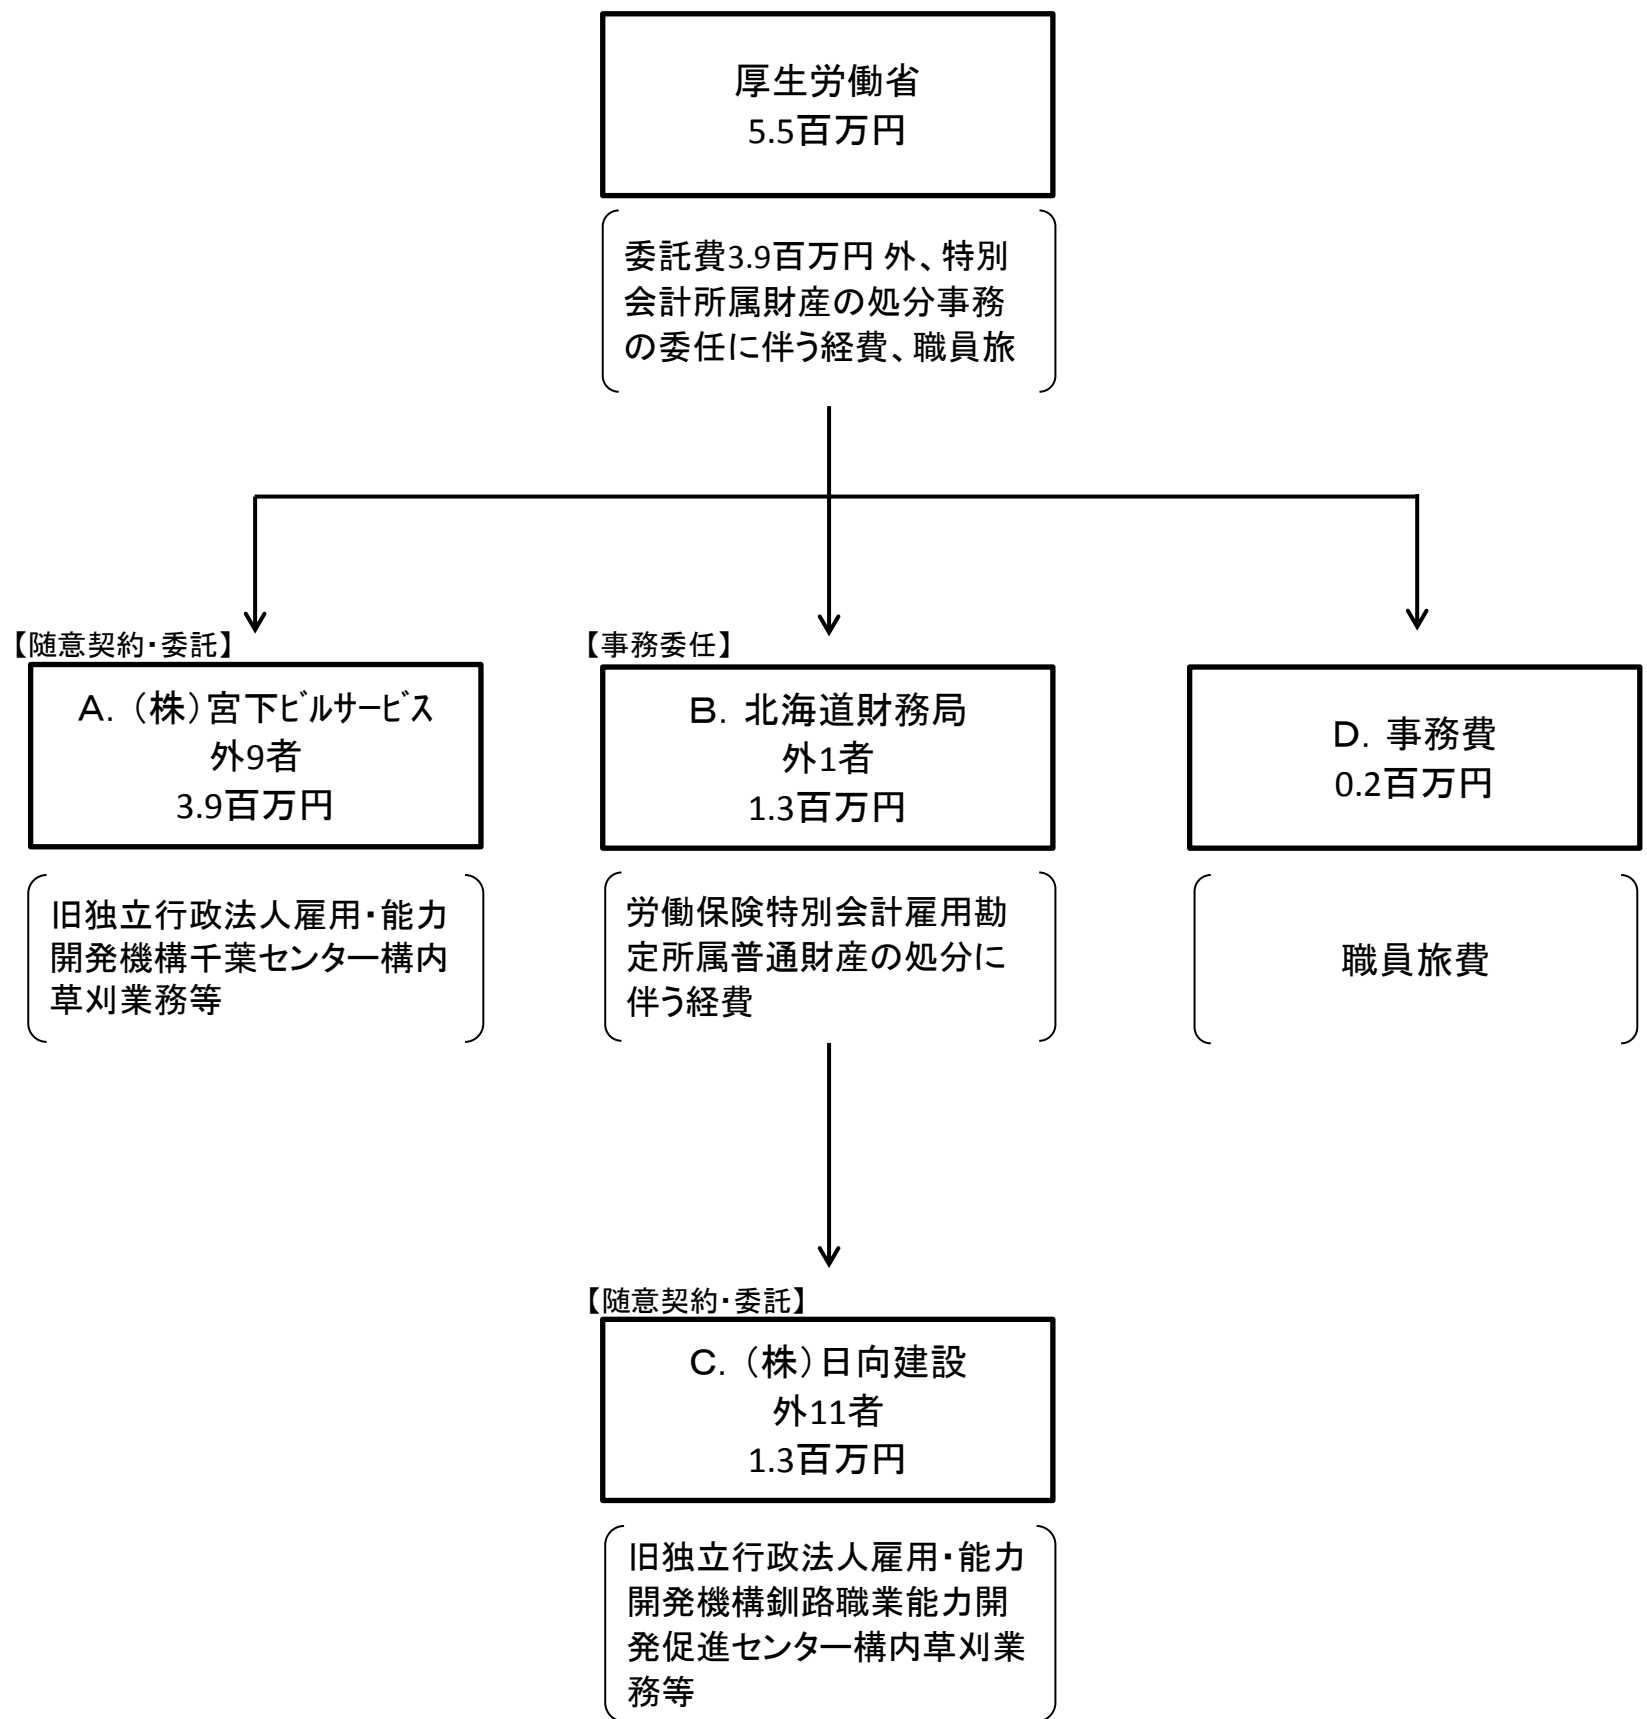 厚生労働省
5.5百万円
委託費3.9百万円 外、特別
会計所属財産の処分事務
の委任に伴う経費、職員旅
【随意契約・委託】
A．（株）宮下ﾋﾞﾙｻｰﾋﾞｽ
外9者
3.9百万円
旧独立行政法人雇用・能力
開発機構千葉センター構内
草刈業務等
【事務委任】
B．北海道財務局
外1者
1.3百万円
労働保険特別会計雇用勘
定所属普通財産の処分に
伴う経費
D．事務費
0.2百万円
職員旅費
【随意契約・委託】
C．（株）日向建設
外11者
1.3百万円
旧独立行政法人雇用・能力
開発機構釧路職業能力開
発促進センター構内草刈業
務等